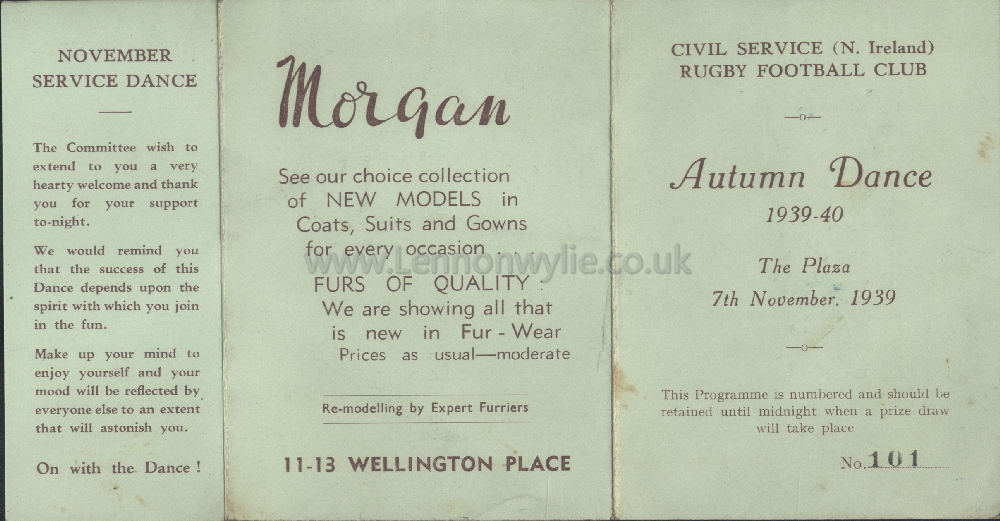 NOVEMBER
SERVICE DANCE
The Committee wish to
extend to you a very
hearty welcome and thank
you for your support
to-night.
We would remind you
that the success of this
Dance depends upon the
spirit with which you join
in the fun.
Make up your mind to
enjoy yourself and your
mood will be reflected by
everyone else to an extent
that will astonish you.
On with the Dance !
Morgan
See our choice collection
of NEW MODELS in
Coats, Suits and Gowns
for every occasion :
FURS OF QUALITY :
We are showing all that
is new in Fur - Wear
Prices as usual—moderate
Re-modelling by Expert Furriers
11-13 WELLINGTON PLACE
CIVIL SERVICE (N. Ireland)
RUGBY FOOTBALL CLUB
Autumn Dance
1939-40
The Plaza
7th November, 1939
This Programme is numbered and should be
retained until midnight when a prize draw
will take place
No. 101
www.Lennonwylie.co.uk